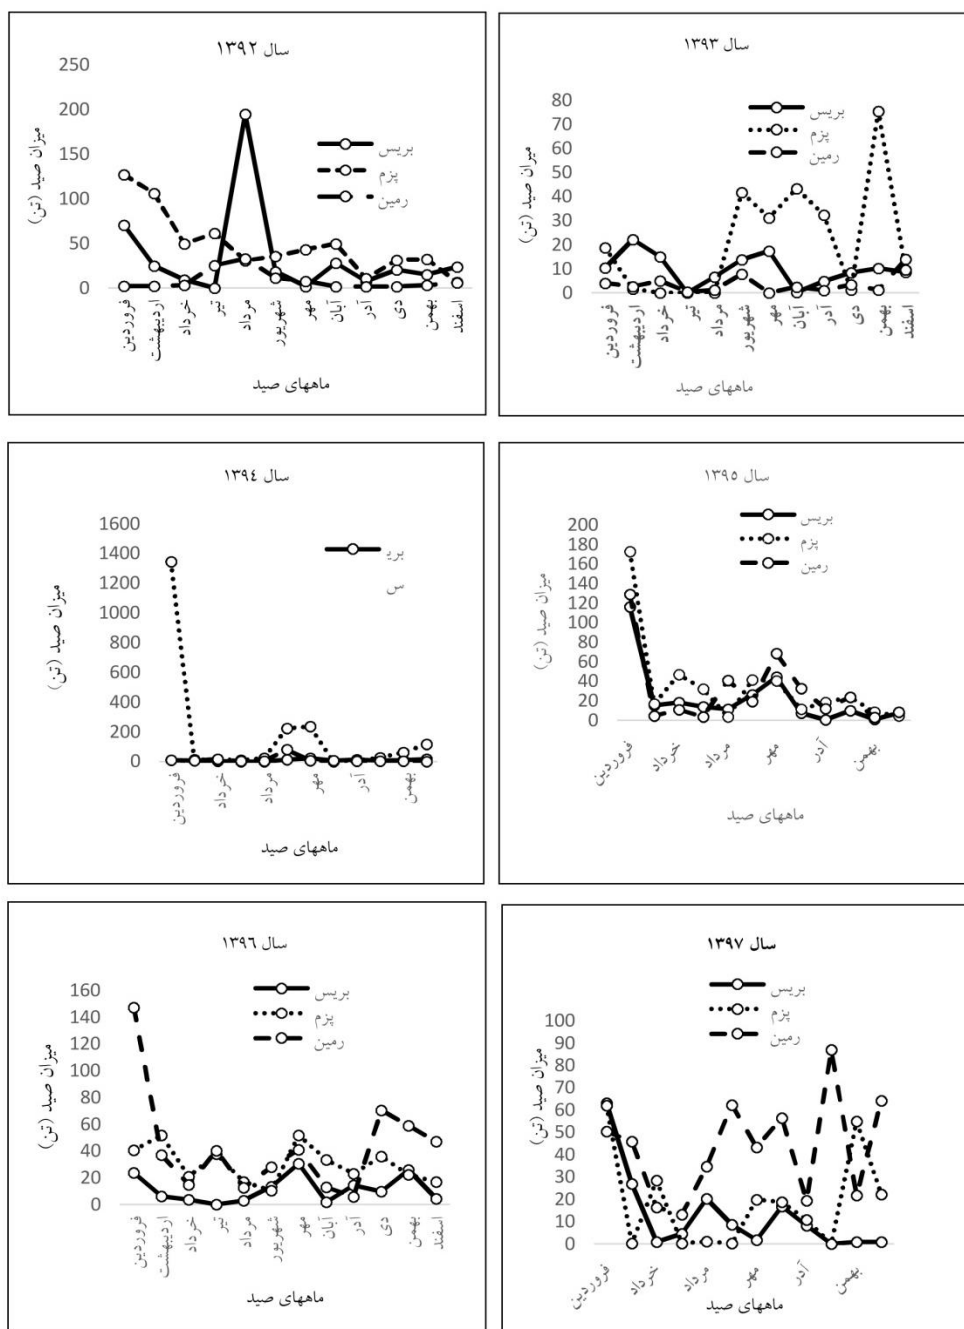 سال ۱۳۹۲
250
200
150
100
50
0
میزان صید (تن)
بریس
پزم
رمین
فروردین
اردیبهشت
خرداد
تیر
مرداد
شهریور
مهر
آبان
آذر
دی
بهمن
اسفند
ماههای صید
سال ۱۳۹۳
80
70
60
50
40
30
20
10
0
میزان صید (تن)
بریس
پزم
رمین
فروردین
اردیبهشت
خرداد
تیر
مرداد
شهریور
مهر
آبان
آذر
دی
بهمن
اسفند
ماههای صید
سال ۱۳۹٤
1600
1400
1200
1000
800
600
400
200
0
میزان صید (تن)
بریـ
س
فروردین
خرداد
مرداد
مهر
آذر
بهمن
ماههای صید
سال ۱۳۹٥
200
180
160
140
120
100
80
60
40
20
0
میزان صید (تن)
بریس
پزم
رمین
فروردین
خرداد
مرداد
مهر
آذر
بهمن
ماههای صید
سال ۱۳۹٦
160
140
120
100
80
60
40
20
0
میزان صید (تن)
بریس
پزم
رمین
فروردین
اردیبهشت
خرداد
تیر
مرداد
شهریور
مهر
آبان
آذر
دی
بهمن
اسفند
ماههای صید
سال ۱۳۹۷
100
90
80
70
60
50
40
30
20
10
0
میزان صید (تن)
بریس
پزم
رمین
فروردین
خرداد
مرداد
مهر
آذر
بهمن
ماههای صید